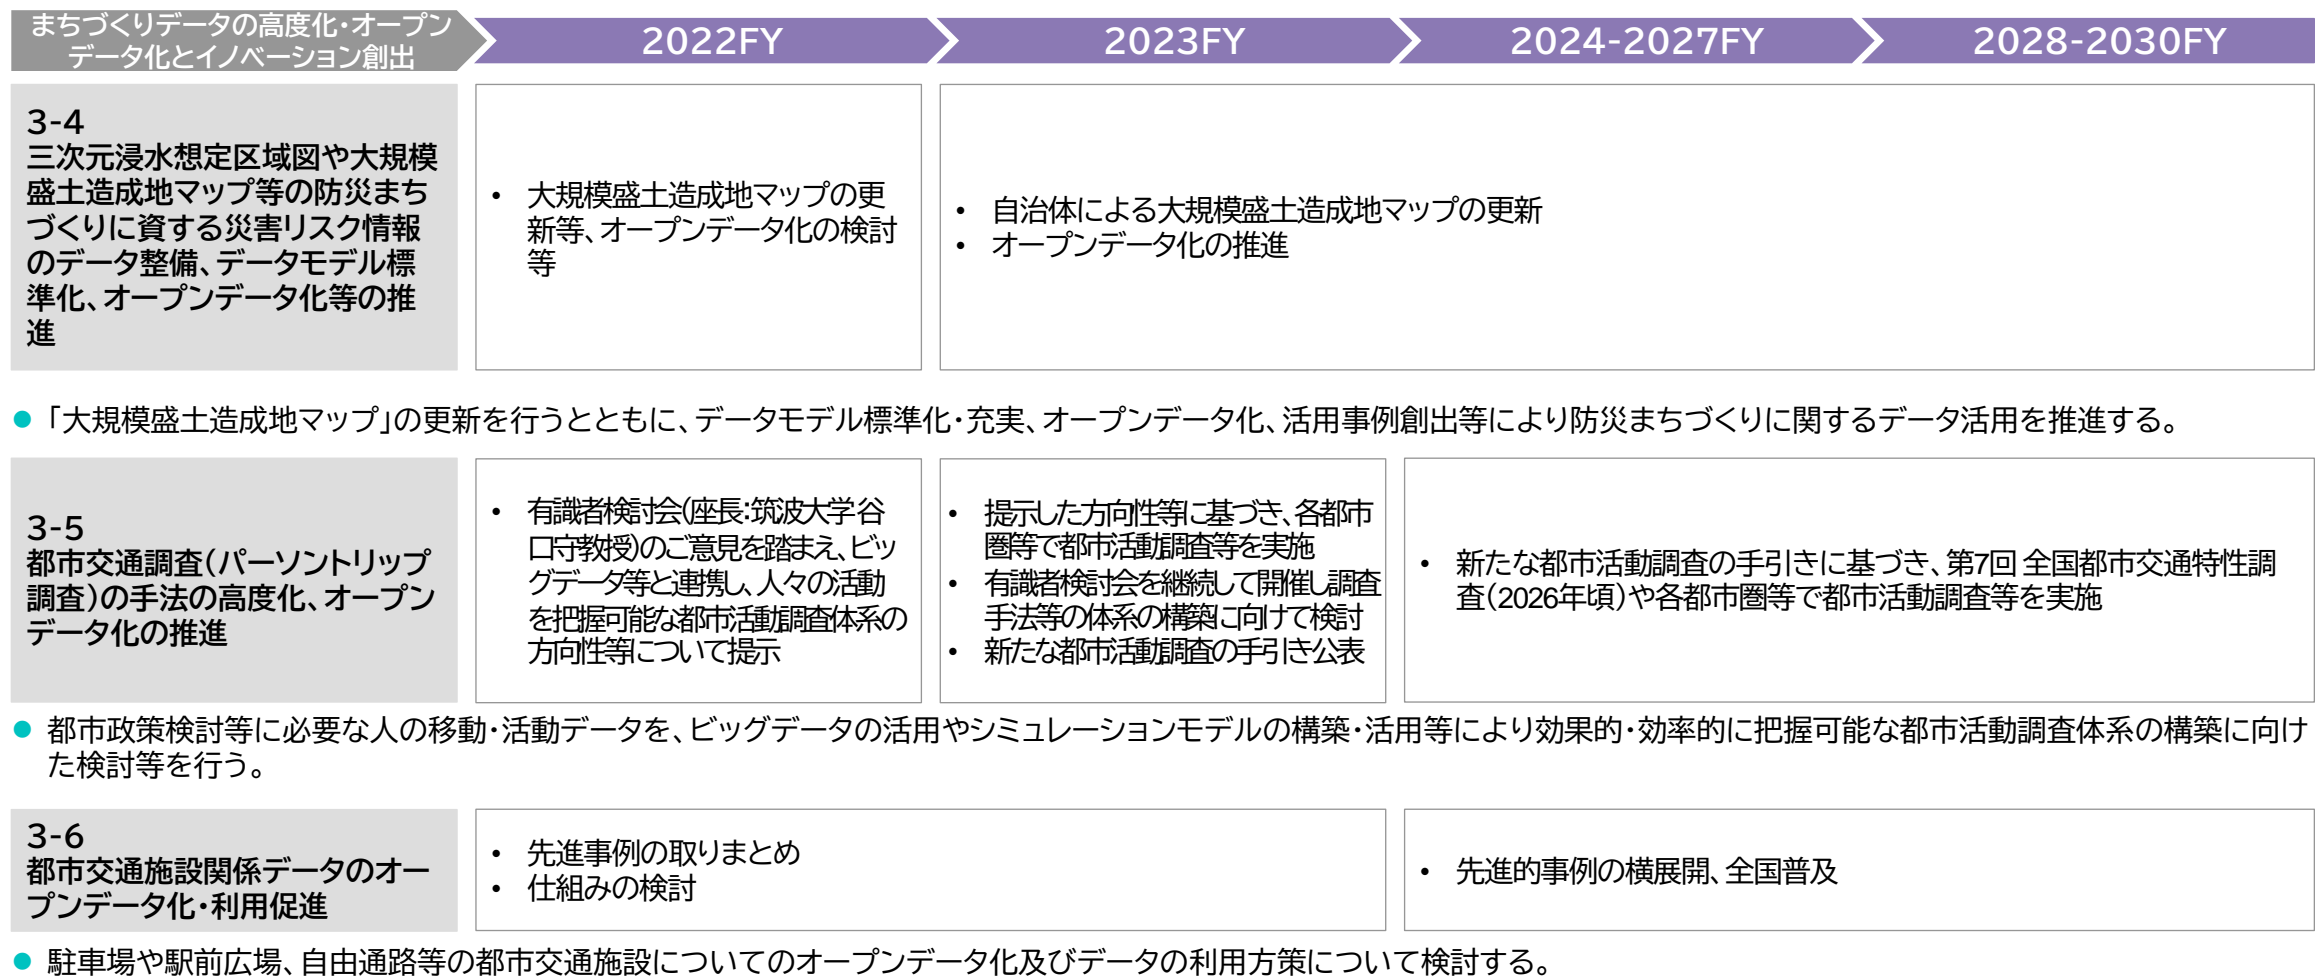 まちづくりデータの高度化・オープン
データ化とイノベーション創出
2022FY
2023FY
2024-2027FY
2028-2030FY
3-4
三次元浸水想定区域図や大規模
盛土造成地マップ等の防災まち
づくりに資する災害リスク情報
のデータ整備、データモデル標
準化、オープンデータ化等の推
進
• 大規模盛土造成地マップの更
新等、オープンデータ化の検討
等
• 自治体による大規模盛土造成地マップの更新
• オープンデータ化の推進
● 「大規模盛土造成地マップ」の更新を行うとともに、データモデル標準化・充実、オープンデータ化、活用事例創出等により防災まちづくりに関するデータ活用を推進する。
3-5
都市交通調査(パーソントリップ
調査)の手法の高度化、オープン
データ化の推進
• 有識者検討会(座長:筑波大学 谷
口守教授)のご意見を踏まえ、ビッ
グデータ等と連携し、人々の活動
を把握可能な都市活動調査体系の
方向性等について提示
• 提示した方向性等に基づき、各都市
圏等で都市活動調査等を実施
• 有識者検討会を継続して開催し調査
手法等の体系の構築に向けて検討
• 新たな都市活動調査の手引き公表
• 新たな都市活動調査の手引きに基づき、第7回 全国都市交通特性調
査(2026年頃)や各都市圏等で都市活動調査等を実施
● 都市政策検討等に必要な人の移動・活動データを、ビッグデータの活用やシミュレーションモデルの構築・活用等により効果的・効率的に把握可能な都市活動調査体系の構築に向け
た検討等を行う。
3-6
都市交通施設関係データのオー
プンデータ化・利用促進
• 先進事例の取りまとめ
• 仕組みの検討
• 先進的事例の横展開、全国普及
● 駐車場や駅前広場、自由通路等の都市交通施設についてのオープンデータ化及びデータの利用方策について検討する。